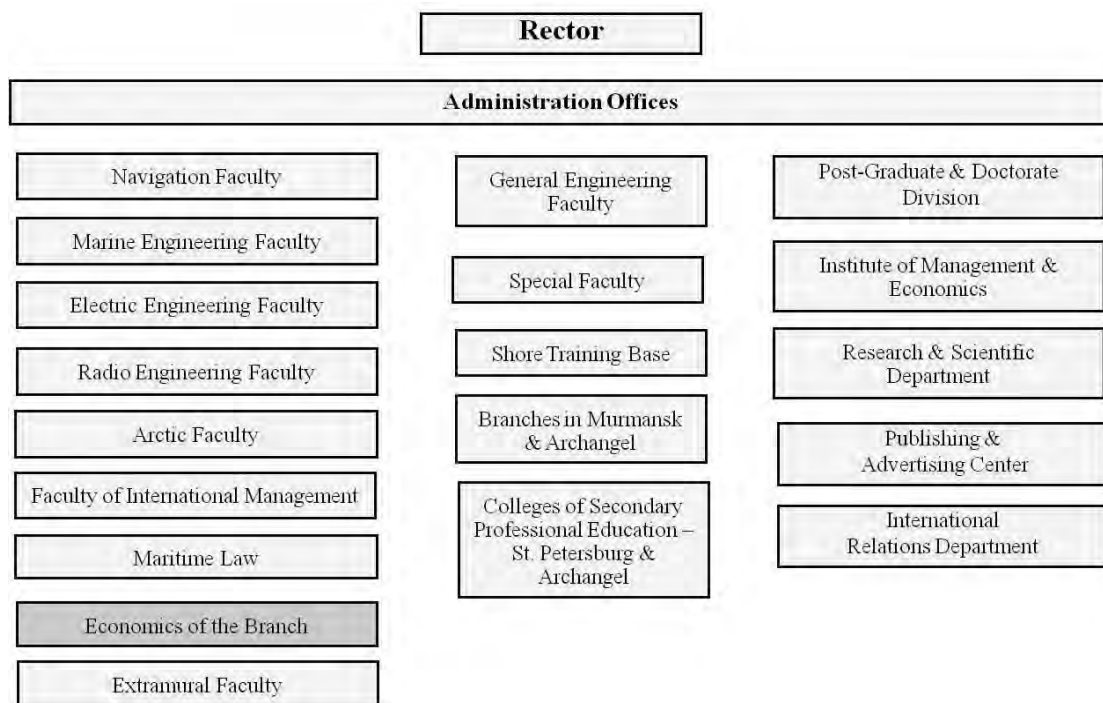 Rector
Administration Offices
Navigation Faculty
Marine Engineering Faculty
Electric Engineering Faculty
Radio Engineering Faculty
Arctic Faculty
Faculty of International Management
Maritime Law
Economics of the Branch
Extramural Faculty
General Engineering
Faculty
Special Faculty
Shore Training Base
Branches in Murmansk
& Archangel
Colleges of Secondary
Professional Education –
St. Petersburg &
Archangel
Post-Graduate & Doctorate
Division
Institute of Management &
Economics
Research & Scientific
Department
Publishing &
Advertising Center
International
Relations Department